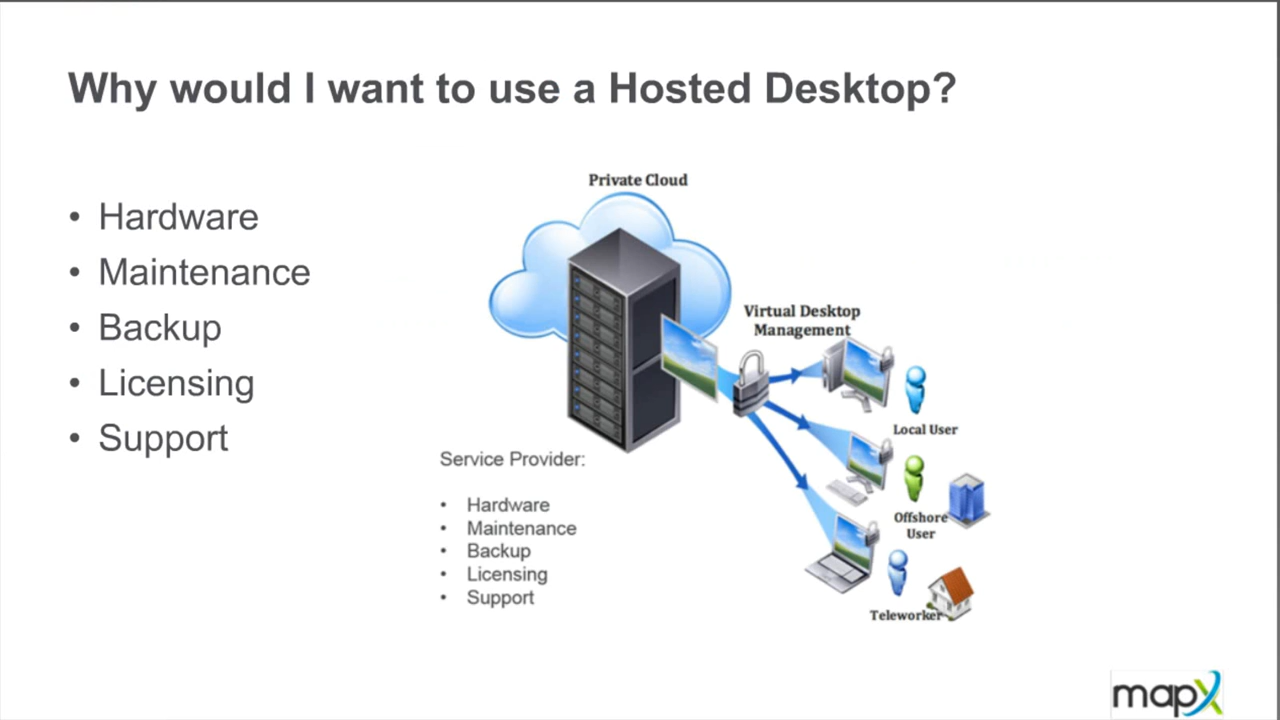 Why would I want to use a Hosted Desktop?
• Hardware
• Maintenance
• Backup
• Licensing
• Support
Private Cloud
Virtual Desktop
Management
Local User
Offshore
User
Teleworker
Service Provider:
• Hardware
• Maintenance
• Backup
• Licensing
• Support
mapx